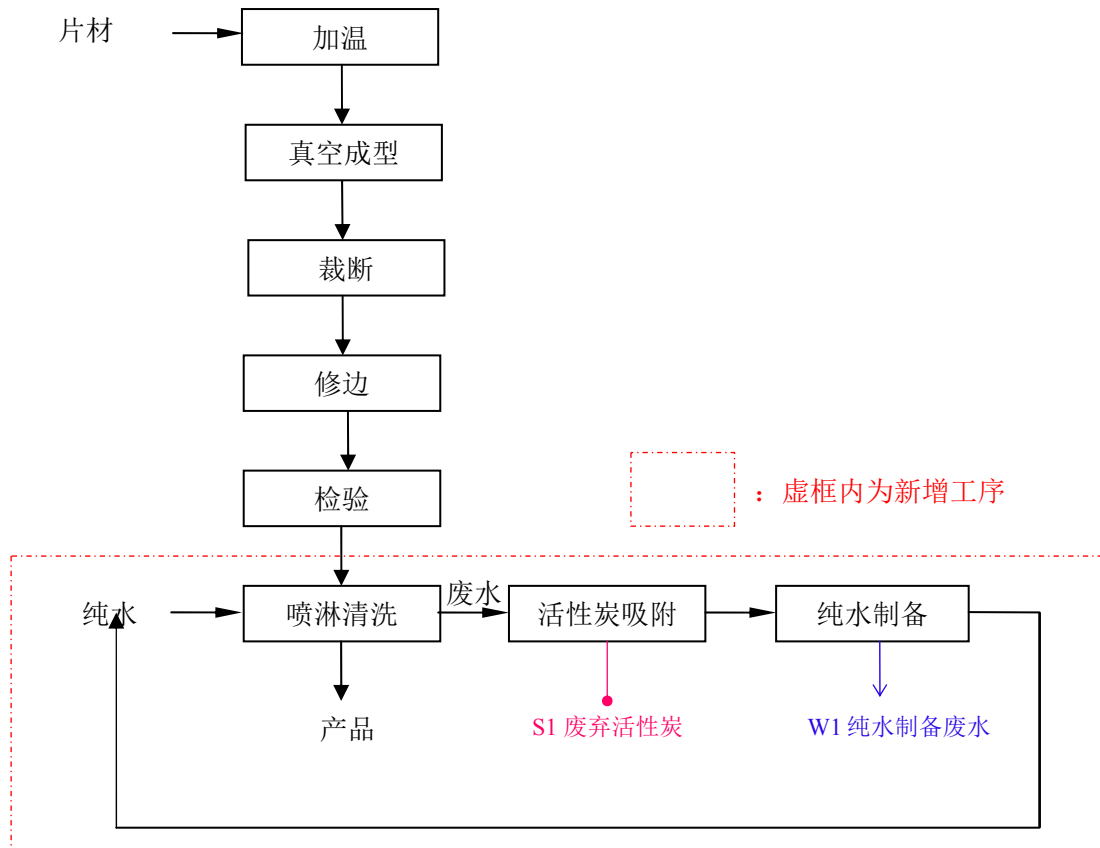 片材
加温
真空成型
裁断
修边
检验
：虚框内为新增工序
纯水
喷淋清洗
废水
活性炭吸附
纯水制备
产品
S1 废弃活性炭
W1 纯水制备废水